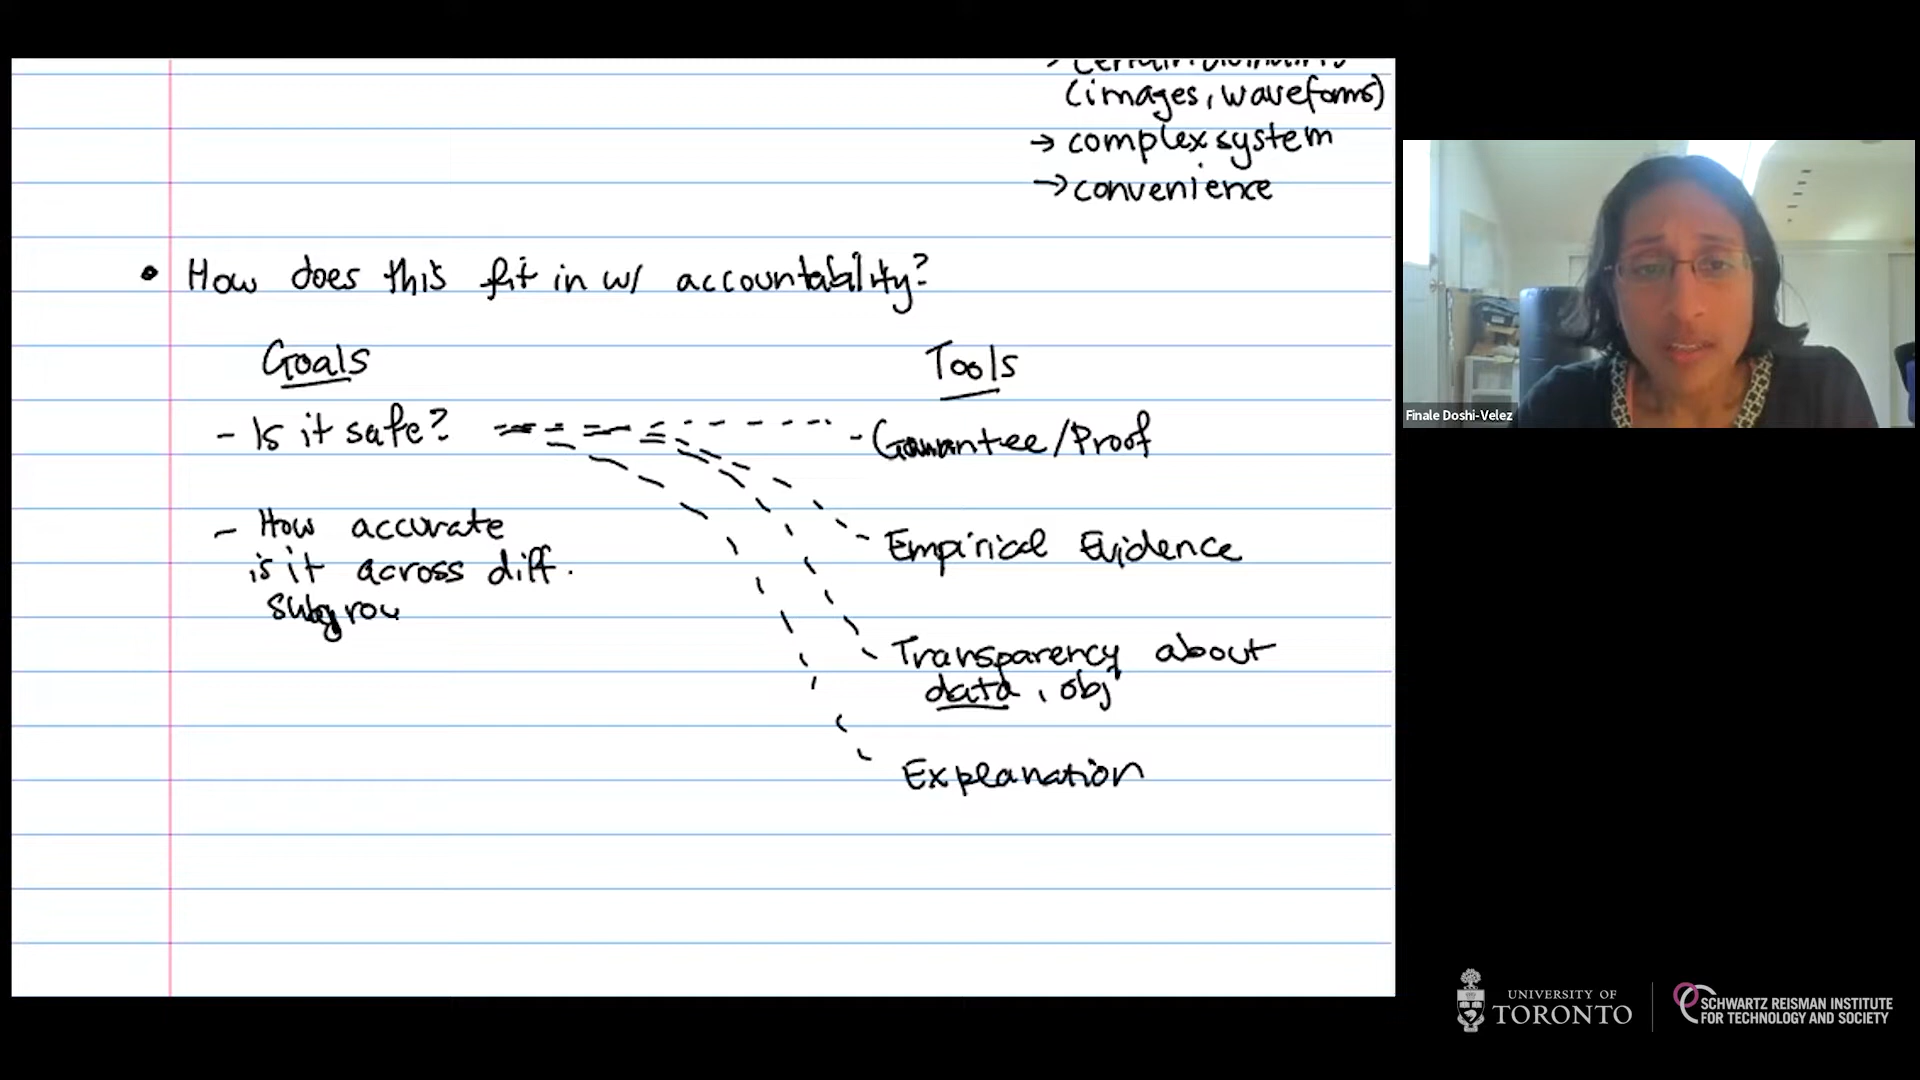 (images, waveforms)
→ complex system
→ convenience
• How does this fit in w/ accountability?
Goals
Tools
- Is it safe?
- Guarantee/Proof
- How accurate
is it across diff.
subgrou
Empirical Evidence
Transparency about
data, obj
Explanation
Finale Doshi-Velez
UNIVERSITY OF
TORONTO
SCHWARTZ REISMAN INSTITUTE
FOR TECHNOLOGY AND SOCIETY